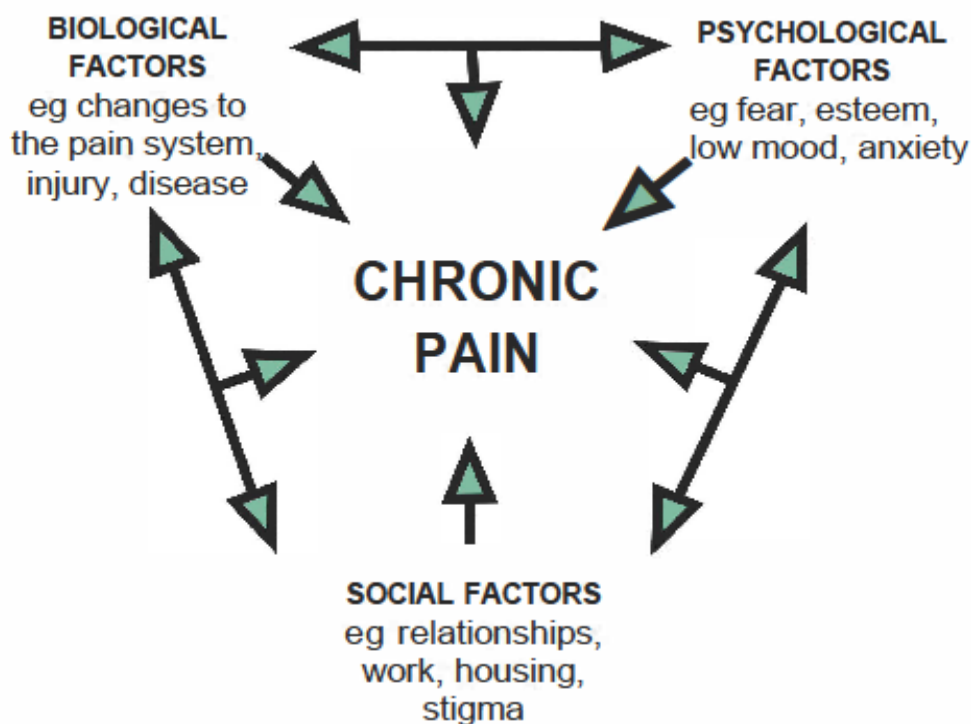 BIOLOGICAL
FACTORS
eg changes to
the pain system,
injury, disease
PSYCHOLOGICAL
FACTORS
eg fear, esteem,
low mood, anxiety
CHRONIC
PAIN
SOCIAL FACTORS
eg relationships,
work, housing,
stigma